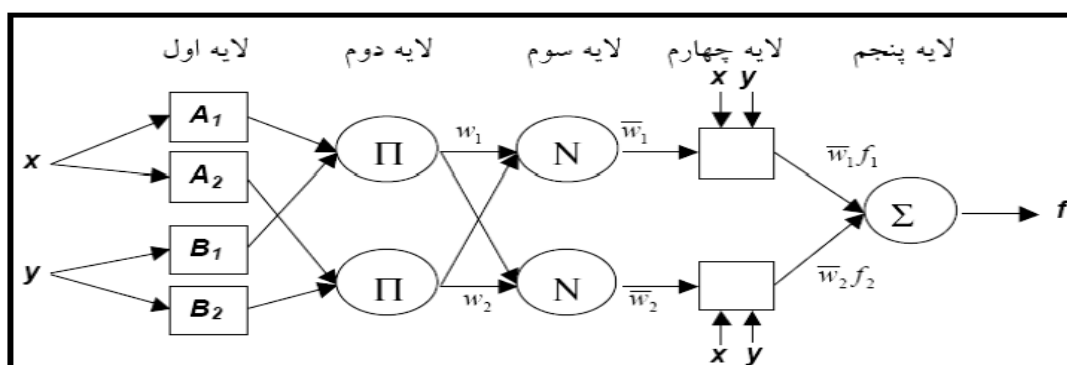 لایه اول لایه دوم لایه سوم لایه چهارم لایه پنجم
x y
A₁
w₁ w̅₁
Π N
x
A₂
w̅₁f₁
Σ f
B₁
y
w̅₂f₂
Π N
B₂
w₂ w̅₂
x y